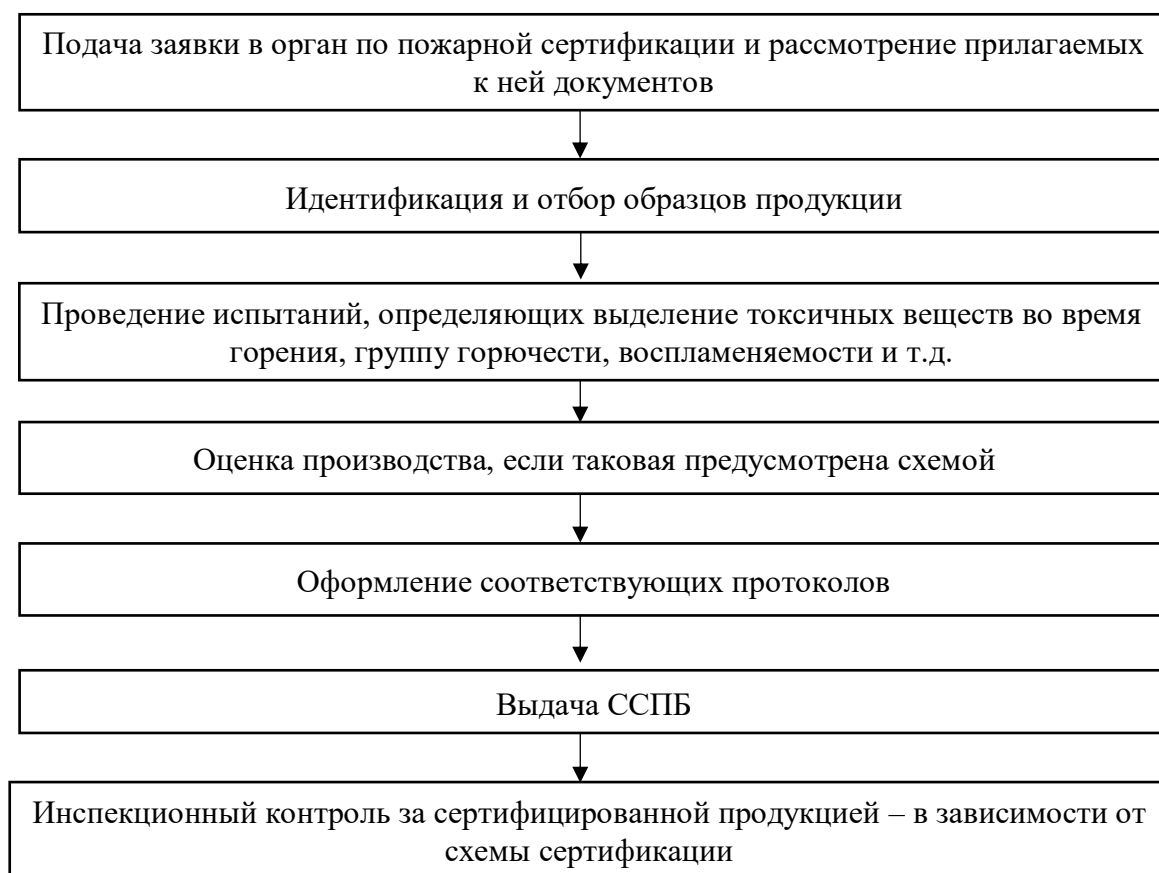 Подача заявки в орган по пожарной сертификации и рассмотрение прилагаемых
к ней документов
Идентификация и отбор образцов продукции
Проведение испытаний, определяющих выделение токсичных веществ во время
горения, группу горючести, воспламеняемости и т.д.
Оценка производства, если таковая предусмотрена схемой
Оформление соответствующих протоколов
Выдача ССПБ
Инспекционный контроль за сертифицированной продукцией – в зависимости от
схемы сертификации